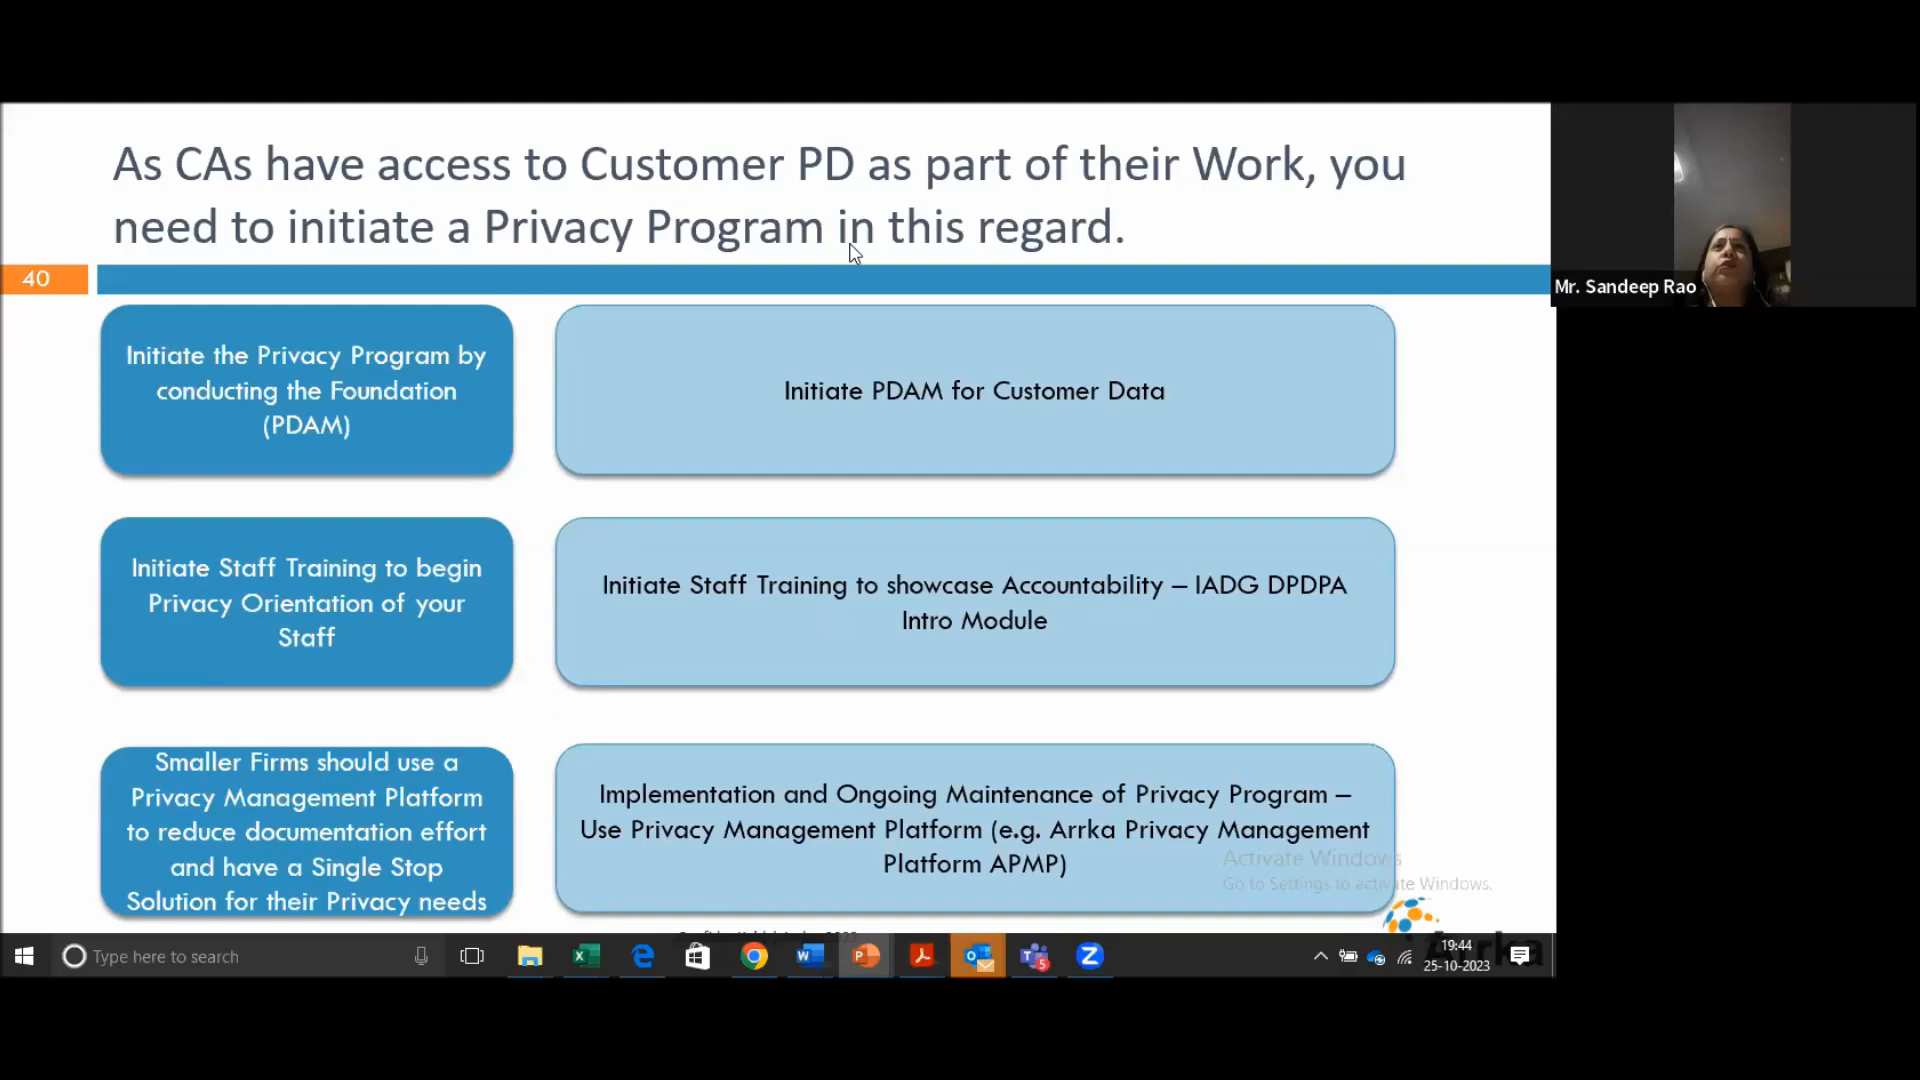 As CAs have access to Customer PD as part of their Work, you
need to initiate a Privacy Program in this regard.
40
Mr. Sandeep Rao
Initiate the Privacy Program by
conducting the Foundation
(PDAM)
Initiate PDAM for Customer Data
Initiate Staff Training to begin
Privacy Orientation of your
Staff
Initiate Staff Training to showcase Accountability – IADG DPDPA
Intro Module
Smaller Firms should use a
Privacy Management Platform
to reduce documentation effort
and have a Single Stop
Solution for their Privacy needs
Implementation and Ongoing Maintenance of Privacy Program –
Use Privacy Management Platform (e.g. Arrka Privacy Management
Platform APMP)
Activate Windows
Go to Settings to activate Windows.
Type here to search
19:44
25-10-2023